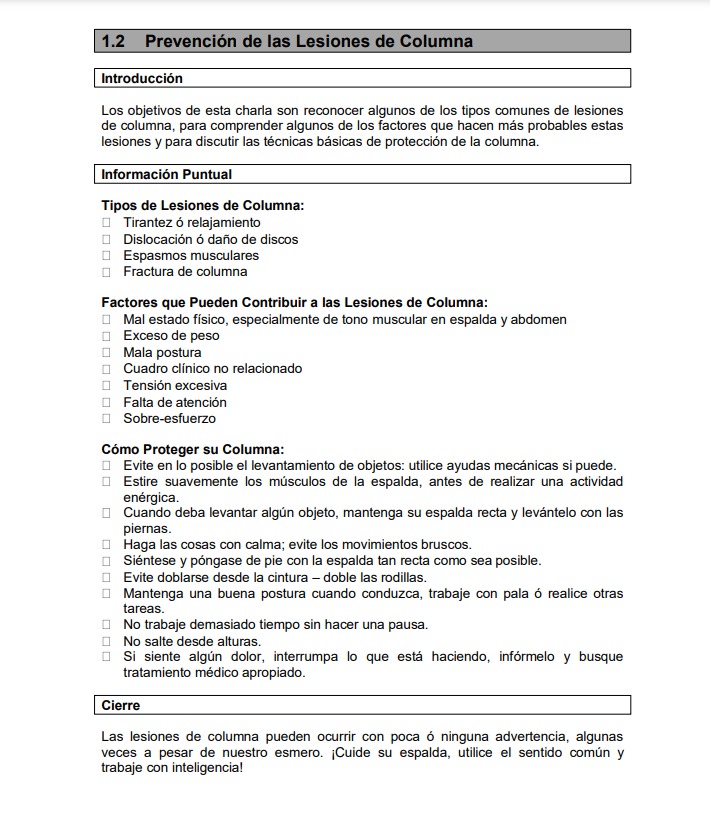 1.2 Prevención de las Lesiones de Columna
Introducción
Los objetivos de esta charla son reconocer algunos de los tipos comunes de lesiones
de columna, para comprender algunos de los factores que hacen más probables estas
lesiones y para discutir las técnicas básicas de protección de la columna.
Información Puntual
Tipos de Lesiones de Columna:
Tirantez ó relajamiento
Dislocación ó daño de discos
Espasmos musculares
Fractura de columna
Factores que Pueden Contribuir a las Lesiones de Columna:
Mal estado físico, especialmente de tono muscular en espalda y abdomen
Exceso de peso
Mala postura
Cuadro clínico no relacionado
Tensión excesiva
Falta de atención
Sobre-esfuerzo
Cómo Proteger su Columna:
Evite en lo posible el levantamiento de objetos: utilice ayudas mecánicas si puede.
Estire suavemente los músculos de la espalda, antes de realizar una actividad
enérgica.
Cuando deba levantar algún objeto, mantenga su espalda recta y levántelo con las
piernas.
Haga las cosas con calma; evite los movimientos bruscos.
Siéntese y póngase de pie con la espalda tan recta como sea posible.
Evite doblarse desde la cintura – doble las rodillas.
Mantenga una buena postura cuando conduzca, trabaje con pala ó realice otras
tareas.
No trabaje demasiado tiempo sin hacer una pausa.
No salte desde alturas.
Si siente algún dolor, interrumpa lo que está haciendo, infórmelo y busque
tratamiento médico apropiado.
Cierre
Las lesiones de columna pueden ocurrir con poca ó ninguna advertencia, algunas
veces a pesar de nuestro esmero. ¡Cuide su espalda, utilice el sentido común y
trabaje con inteligencia!